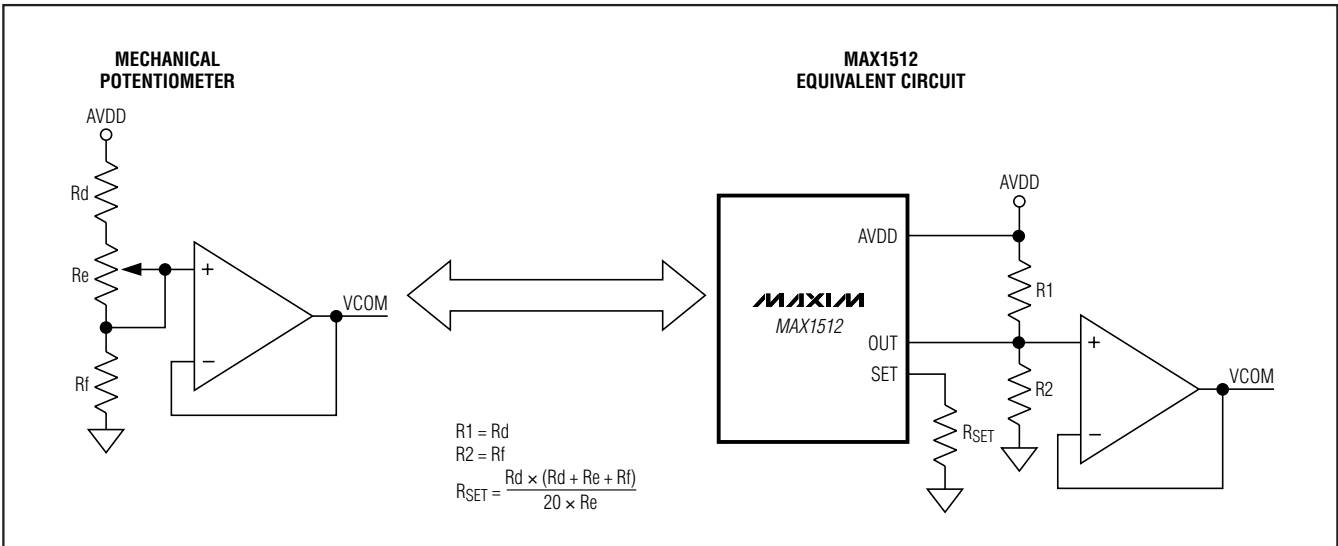 MECHANICAL
POTENTIOMETER
AVDD
Rd
Re
Rf
+
−
VCOM
R1 = Rd
R2 = Rf
RSET = Rd × (Rd + Re + Rf)
20 × Re
MAX1512
EQUIVALENT CIRCUIT
AVDD
AVDD
MAXIM
MAX1512
OUT
SET
R1
R2
RSET
+
−
VCOM